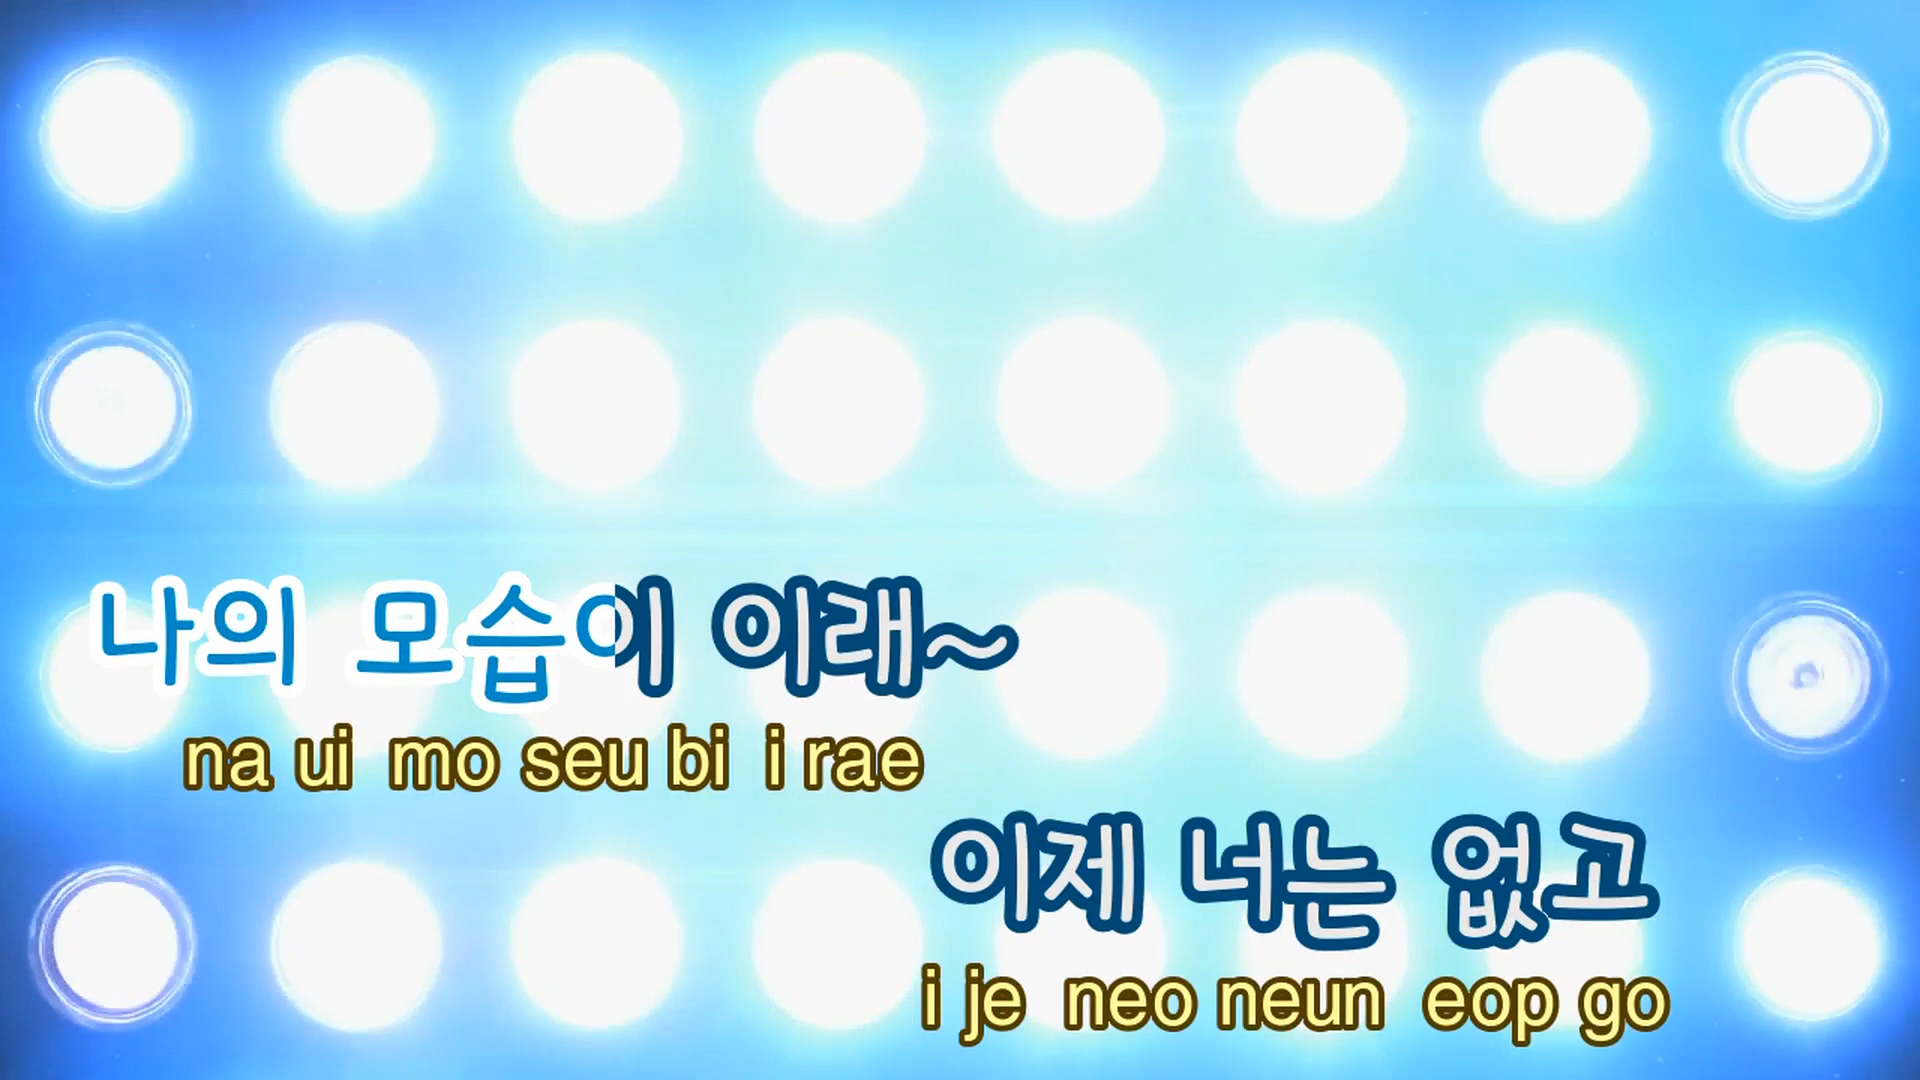 나의 모습이 이래~
na ui mo seu bi i rae
이제 너는 없고
i je neo neun eop go